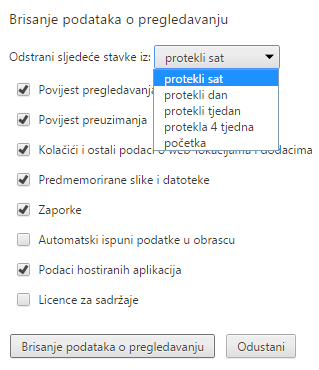 Brisanje podataka o pregledavanju
Odstrani sljedeće stavke iz: protekli sat
protekli sat
protekli dan
protekli tjedan
protekla 4 tjedna
početka
Povijest pregledavanja
Povijest preuzimanja
Kolačići i ostali podaci o web-lokacijama i dodacima
Predmemorirane slike i datoteke
Zaporke
Automatski ispuni podatke u obrascu
Podaci hostiranih aplikacija
Licence za sadržaje
Brisanje podataka o pregledavanju Odustani